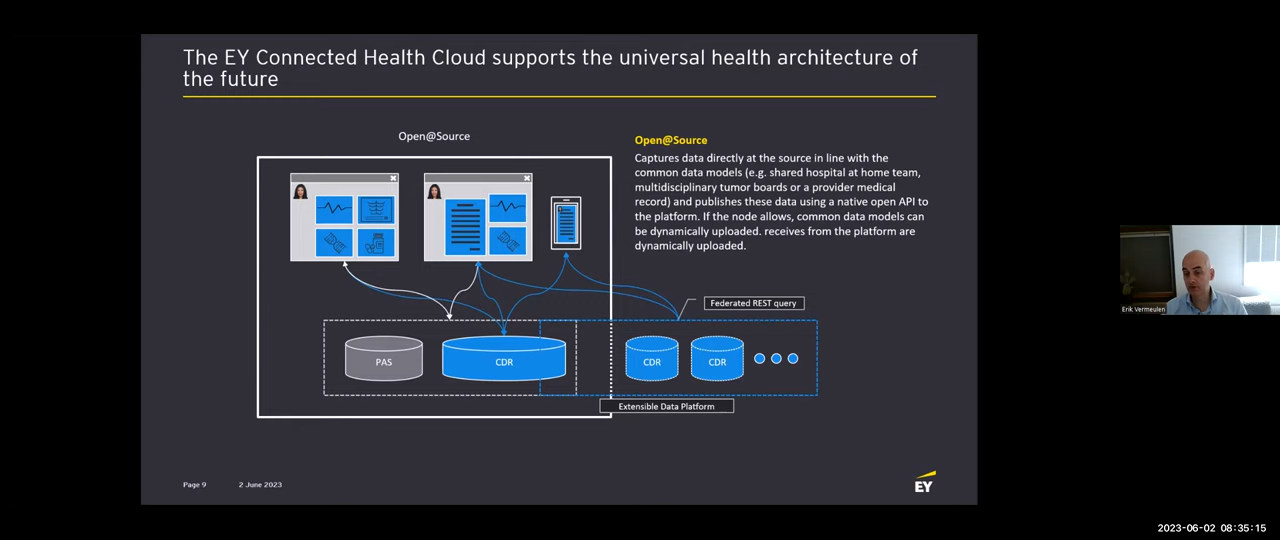 The EY Connected Health Cloud supports the universal health architecture of
the future
Open@Source
Open@Source
Captures data directly at the source in line with the
common data models (e.g. shared hospital at home team,
multidisciplinary tumor boards or a provider medical
record) and publishes these data using a native open API to
the platform. If the node allows, common data models can
be dynamically uploaded. receives from the platform are
dynamically uploaded.
Federated REST query
PAS
CDR
CDR
CDR
Extensible Data Platform
Page 9
2 June 2023
EY
Erik Vermeulen
2023-06-02 08:35:15